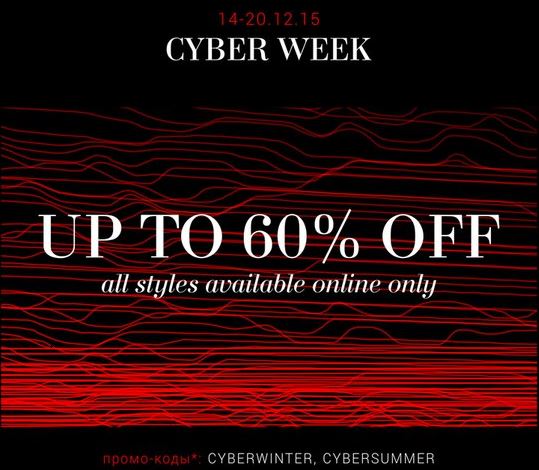 14-20.12.15
CYBER WEEK
UP TO 60% OFF
all styles available online only
промо-коды*: CYBERWINTER, CYBERSUMMER